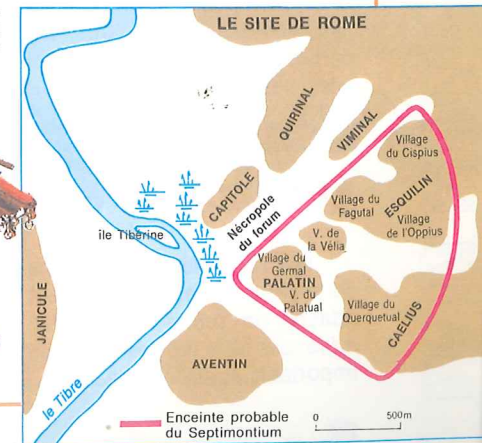 LE SITE DE ROME
QUIRINAL
VIMINAL
Village
du Cispius
CAPITOLE
Nécropole
du forum
Village du
Fagutal
ESQUILIN
Village
de l'Oppius
île Tibérine
V. de
la Vélia
Village du
Germal
PALATIN
V. du
Palatual
Village du
Querquetual
CAELIUS
JANICULE
AVENTIN
le Tibre
Enceinte probable
du Septimontium
0 500m